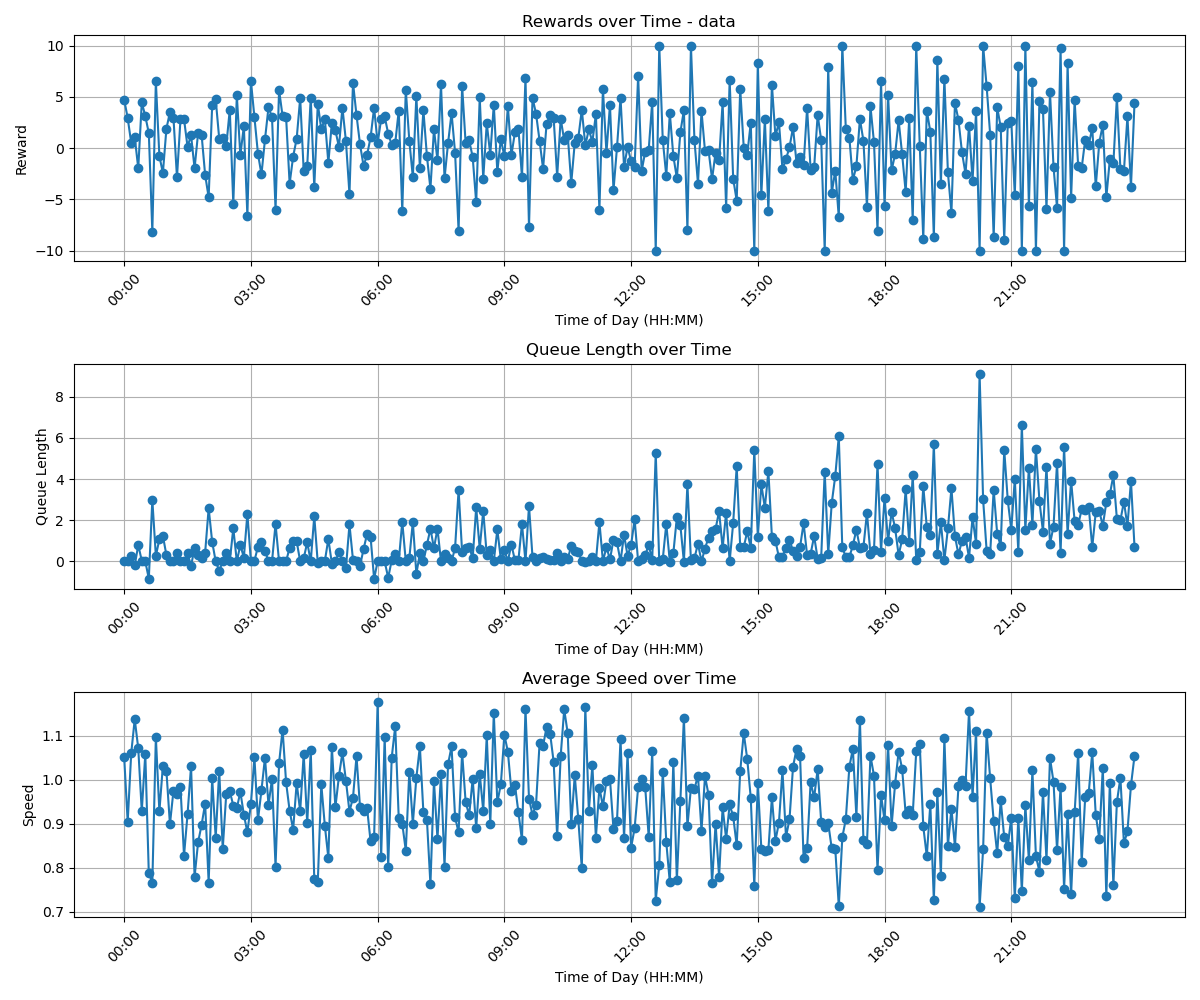 Rewards over Time - data
Reward
10
5
0
−5
−10
00:00 03:00 06:00 09:00 12:00 15:00 18:00 21:00
Time of Day (HH:MM)
Queue Length over Time
Queue Length
8
6
4
2
0
00:00 03:00 06:00 09:00 12:00 15:00 18:00 21:00
Time of Day (HH:MM)
Average Speed over Time
Speed
1.1
1.0
0.9
0.8
0.7
00:00 03:00 06:00 09:00 12:00 15:00 18:00 21:00
Time of Day (HH:MM)